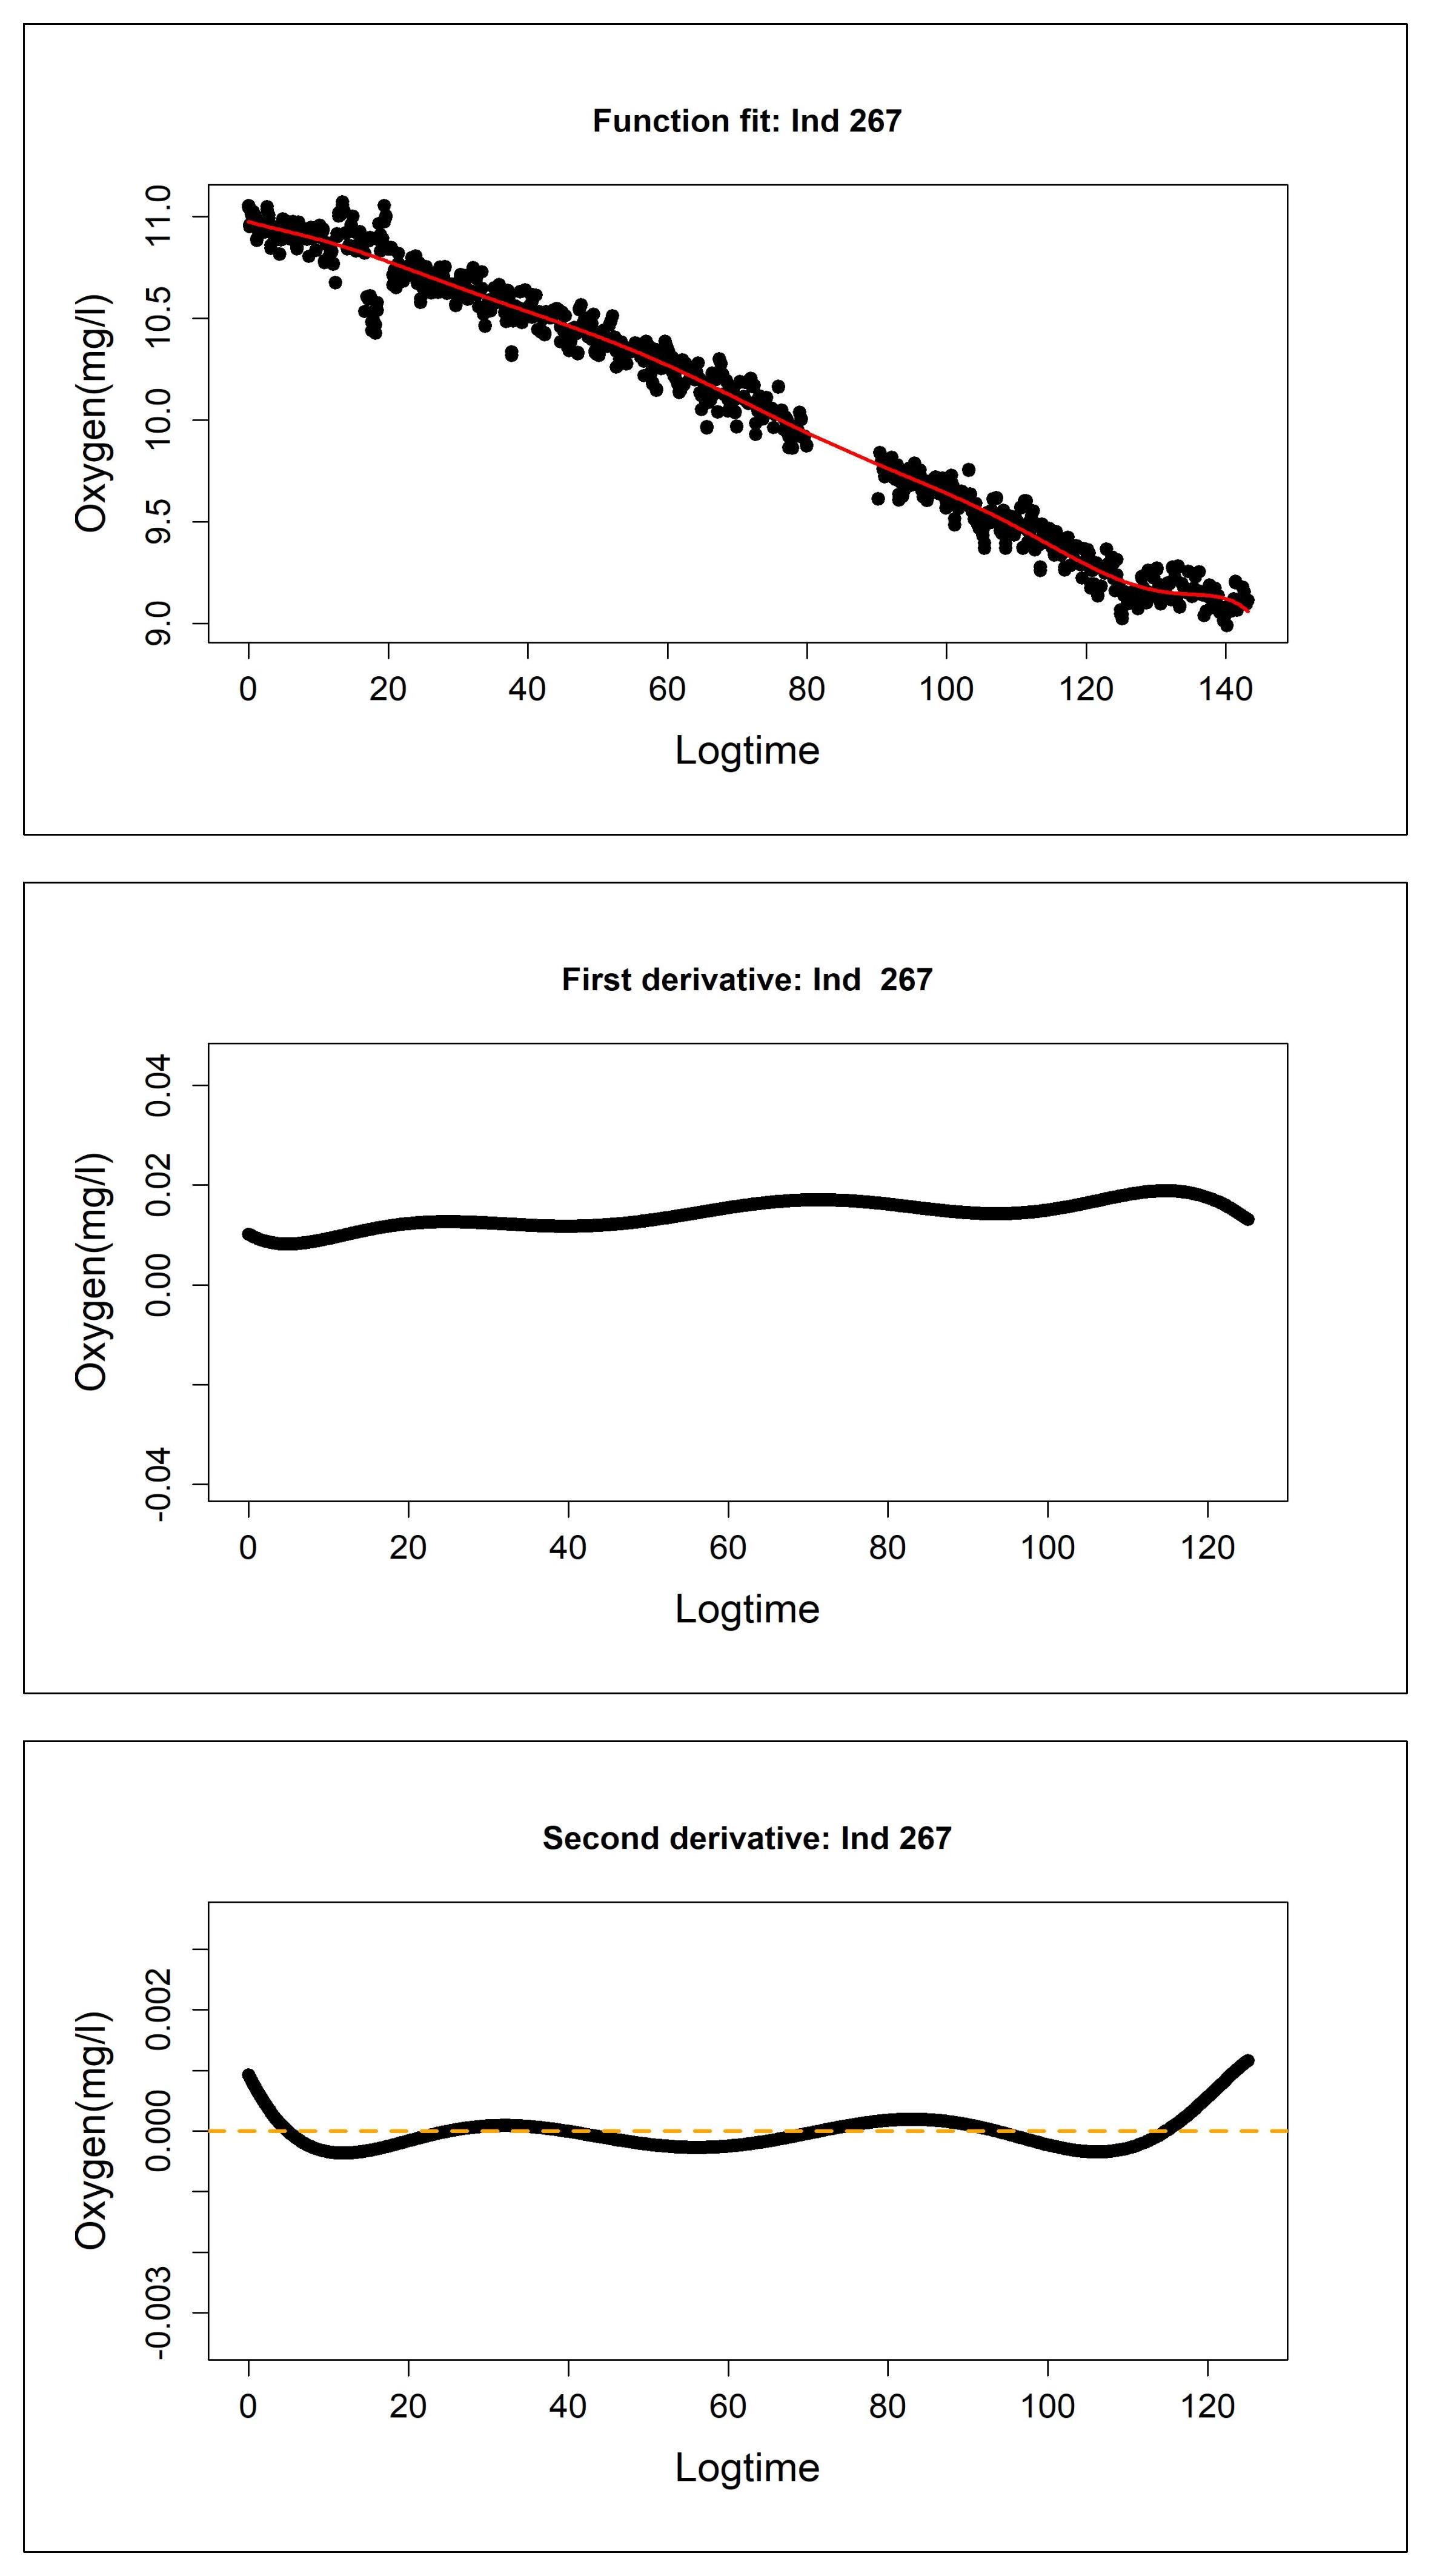 Function fit: Ind 267
Oxygen(mg/l)
11.0
10.5
10.0
9.5
9.0
0 20 40 60 80 100 120 140
Logtime
First derivative: Ind  267
Oxygen(mg/l)
0.04
0.02
0.00
-0.04
0 20 40 60 80 100 120
Logtime
Second derivative: Ind 267
Oxygen(mg/l)
0.002
0.000
-0.003
0 20 40 60 80 100 120
Logtime